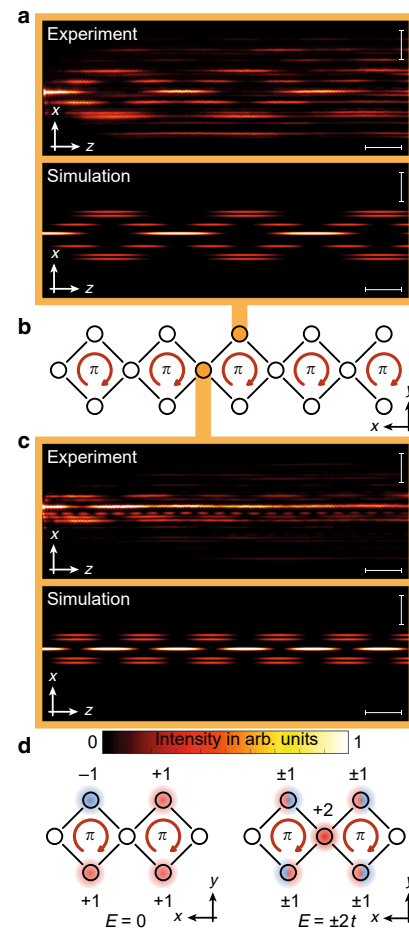 a
Experiment
x
z
Simulation
x
z
b
π π π π π
y
x
c
Experiment
x
z
Simulation
x
z
0 Intensity in arb. units 1
d
–1 +1 ±1 ±1
+2
π π π π
+1 +1 ±1 ±1
y y
E = 0 x E = ±2t x